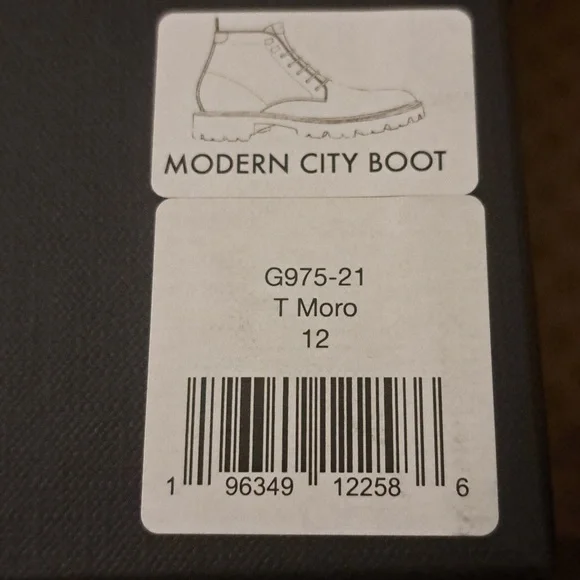 MODERN CITY BOOT
G975-21
T Moro
12
1 96349 12258 6